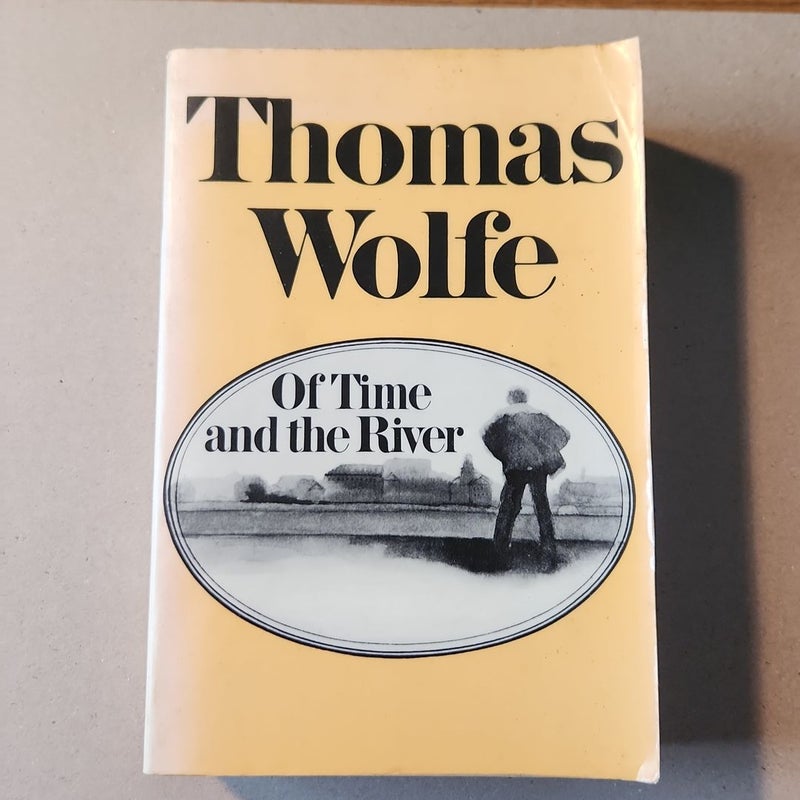 Thomas
Wolfe
Of Time
and the River